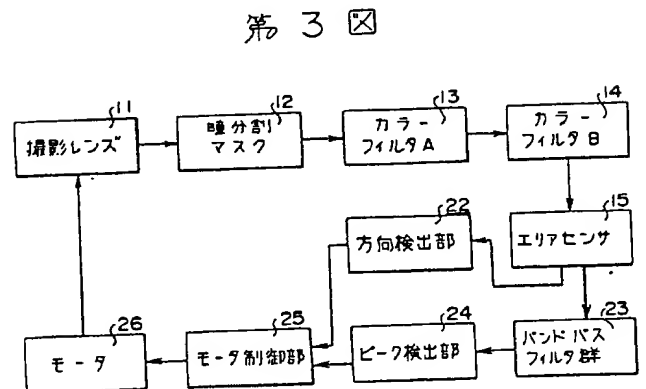 第 3 図
11
撮影レンズ
12
瞳分割
マスク
13
カラー
フィルタA
14
カラー
フィルタB
15
エリアセンサ
22
方向検出部
23
バンドパス
フィルタ群
24
ピーク検出部
25
モータ制御部
26
モータ